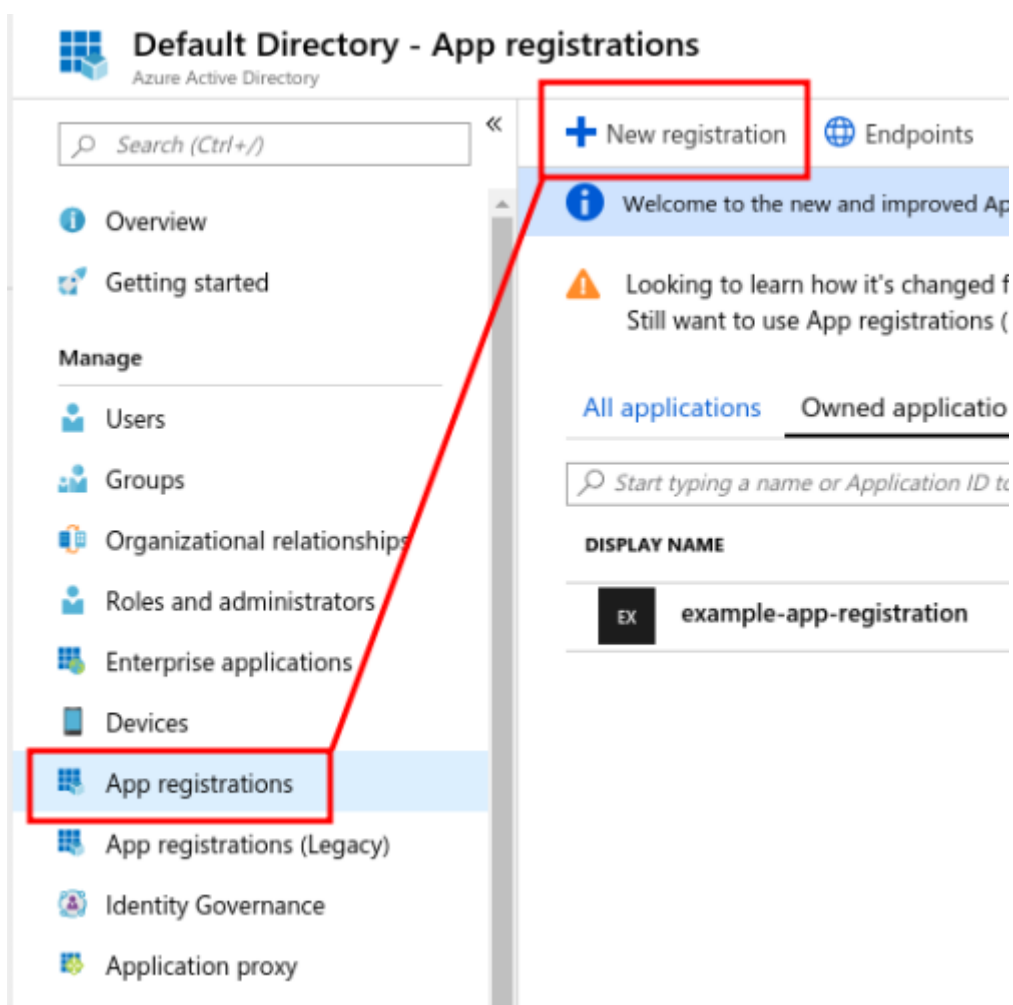 Default Directory - App registrations
Azure Active Directory
Search (Ctrl+/)
«
Overview
Getting started
Manage
Users
Groups
Organizational relationships
Roles and administrators
Enterprise applications
Devices
App registrations
App registrations (Legacy)
Identity Governance
Application proxy
New registration
Endpoints
Welcome to the new and improved Ap
Looking to learn how it's changed f
Still want to use App registrations (
All applications
Owned applicatio
Start typing a name or Application ID to
DISPLAY NAME
EX
example-app-registration